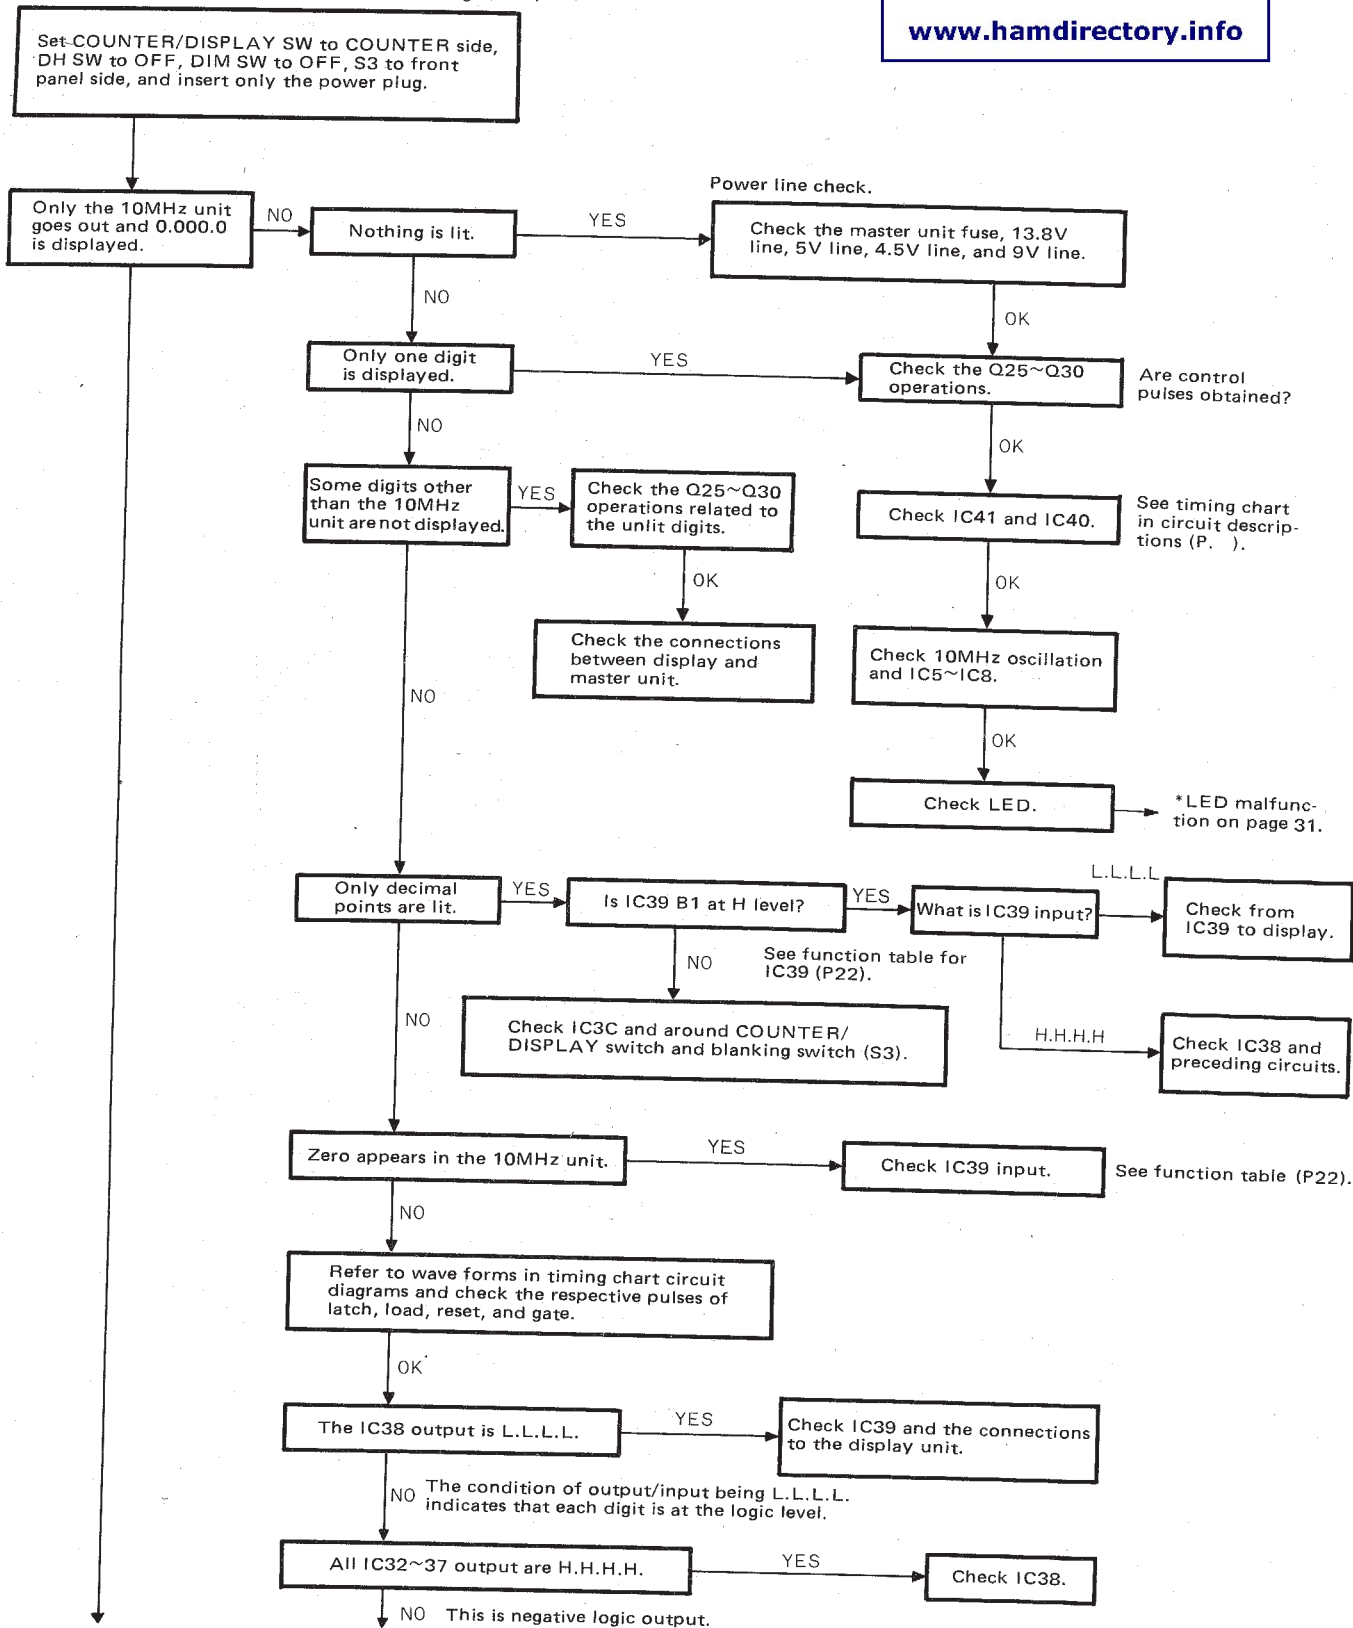 www.hamdirectory.info
Set COUNTER/DISPLAY SW to COUNTER side,
DH SW to OFF, DIM SW to OFF, S3 to front
panel side, and insert only the power plug.
Only the 10MHz unit
goes out and 0.000.0
is displayed.
NO
Nothing is lit.
YES
Power line check.
Check the master unit fuse, 13.8V
line, 5V line, 4.5V line, and 9V line.
NO
OK
Only one digit
is displayed.
YES
Check the Q25~Q30
operations.
Are control
pulses obtained?
NO
OK
Some digits other
than the 10MHz
unit are not displayed.
YES
Check the Q25~Q30
operations related to
the unlit digits.
Check IC41 and IC40.
See timing chart
in circuit descrip-
tions (P. ).
OK
OK
Check the connections
between display and
master unit.
Check 10MHz oscillation
and IC5~IC8.
NO
OK
Check LED.
*LED malfunc-
tion on page 31.
Only decimal
points are lit.
YES
Is IC39 B1 at H level?
YES
What is IC39 input?
L.L.L.L
Check from
IC39 to display.
NO
See function table for
IC39 (P22).
NO
Check IC3C and around COUNTER/
DISPLAY switch and blanking switch (S3).
H.H.H.H
Check IC38 and
preceding circuits.
Zero appears in the 10MHz unit.
YES
Check IC39 input.
See function table (P22).
NO
Refer to wave forms in timing chart circuit
diagrams and check the respective pulses of
latch, load, reset, and gate.
OK
The IC38 output is L.L.L.L.
YES
Check IC39 and the connections
to the display unit.
NO
The condition of output/input being L.L.L.L.
indicates that each digit is at the logic level.
All IC32~37 output are H.H.H.H.
YES
Check IC38.
NO
This is negative logic output.